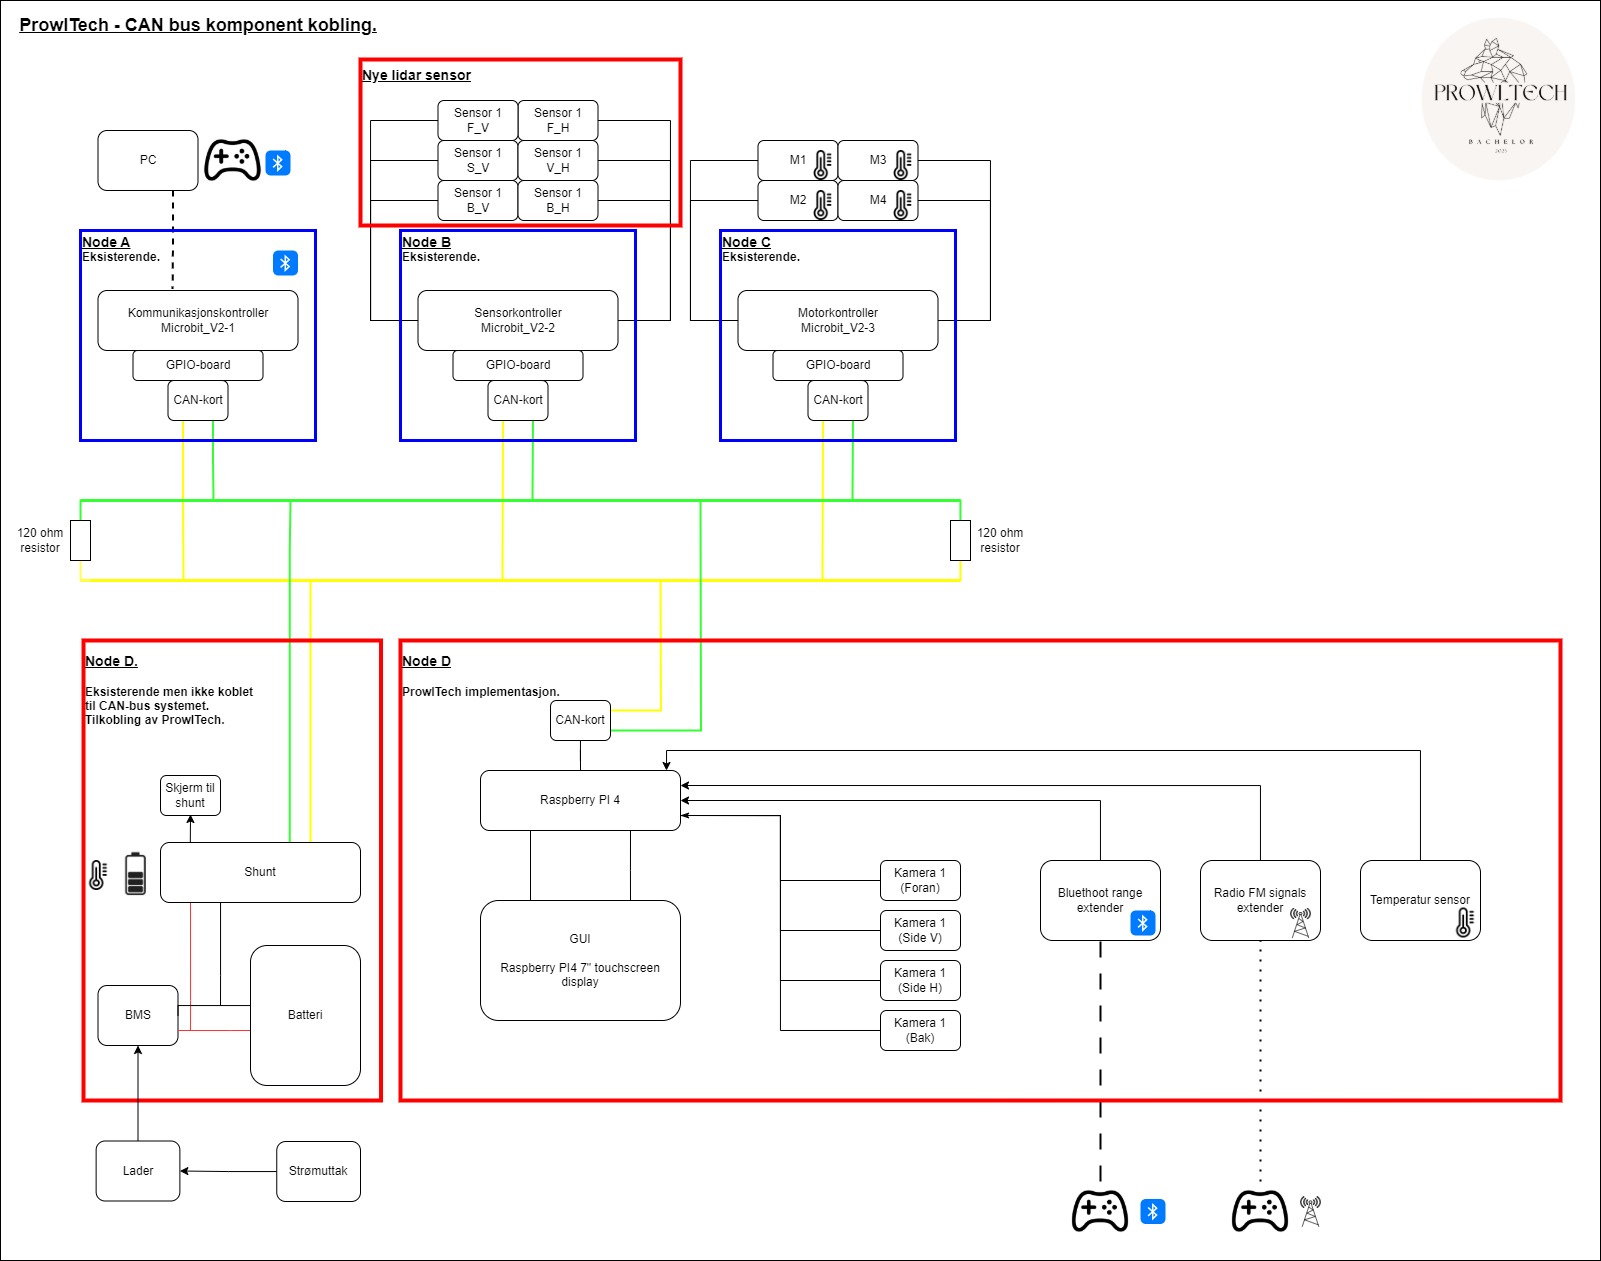 ProwlTech - CAN bus komponent kobling.
PROWLTECH
BACHELOR
2023
Nye lidar sensor
Sensor 1
F_V
Sensor 1
F_H
Sensor 1
S_V
Sensor 1
V_H
Sensor 1
B_V
Sensor 1
B_H
PC
M1
M3
M2
M4
Node A
Eksisterende.
Kommunikasjonskontroller
Microbit_V2-1
GPIO-board
CAN-kort
Node B
Eksisterende.
Sensorkontroller
Microbit_V2-2
GPIO-board
CAN-kort
Node C
Eksisterende.
Motorkontroller
Microbit_V2-3
GPIO-board
CAN-kort
120 ohm
resistor
120 ohm
resistor
Node D.
Eksisterende men ikke koblet
til CAN-bus systemet.
Tilkobling av ProwlTech.
Skjerm til
shunt
Shunt
BMS
Batteri
Lader
Strømuttak
Node D
ProwlTech implementasjon.
CAN-kort
Raspberry PI 4
GUI
Raspberry PI4 7" touchscreen
display
Kamera 1
(Foran)
Kamera 1
(Side V)
Kamera 1
(Side H)
Kamera 1
(Bak)
Bluethoot range
extender
Radio FM signals
extender
Temperatur sensor